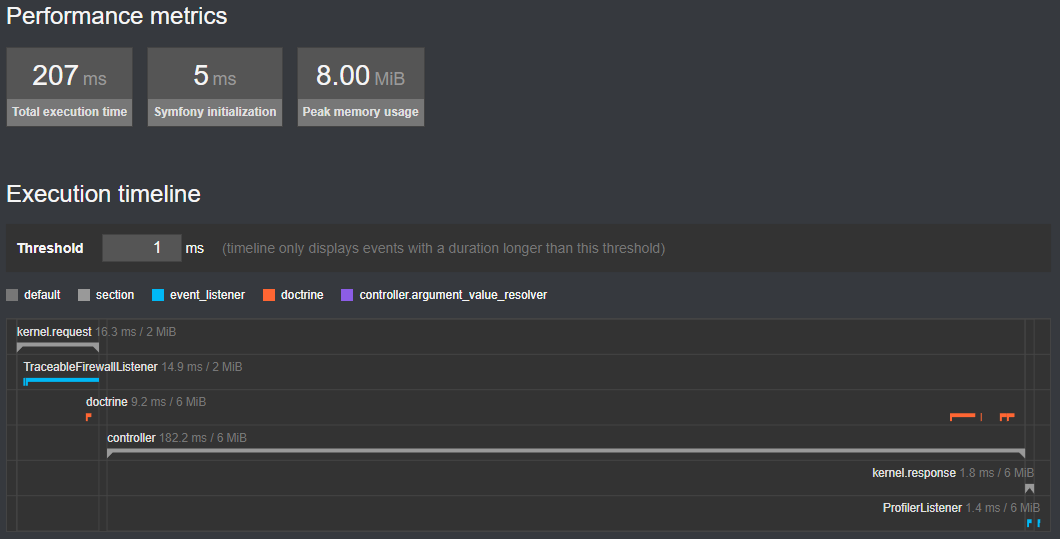 Performance metrics
207 ms
5 ms
8.00 MiB
Total execution time
Symfony initialization
Peak memory usage
Execution timeline
Threshold 1 ms (timeline only displays events with a duration longer than this threshold)
default section event_listener doctrine controller.argument_value_resolver
kernel.request 16.3 ms / 2 MiB
TraceableFirewallListener 14.9 ms / 2 MiB
doctrine 9.2 ms / 6 MiB
controller 182.2 ms / 6 MiB
kernel.response 1.8 ms / 6 MiB
ProfilerListener 1.4 ms / 6 MiB